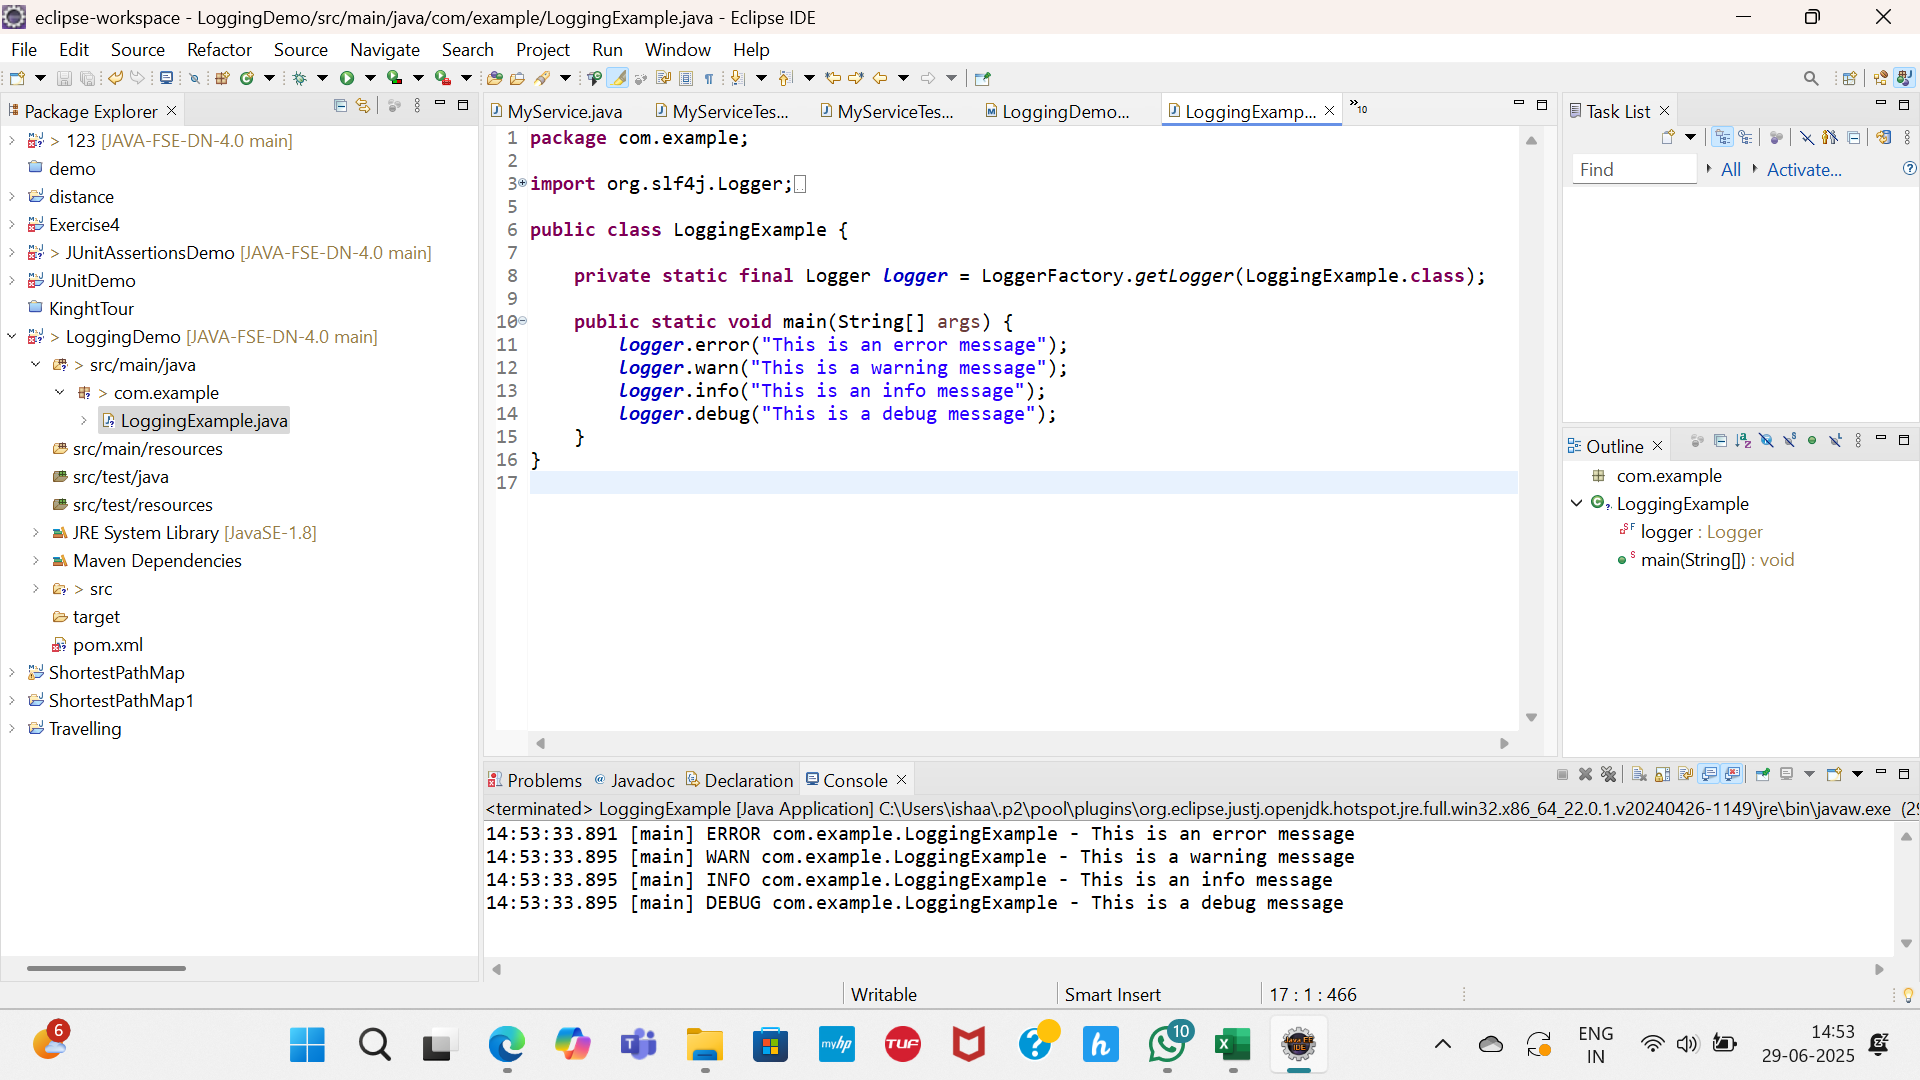 eclipse-workspace - LoggingDemo/src/main/java/com/example/LoggingExample.java - Eclipse IDE
File Edit Source Refactor Source Navigate Search Project Run Window Help
Package Explorer
> 123 [JAVA-FSE-DN-4.0 main]
demo
distance
Exercise4
> JUnitAssertionsDemo [JAVA-FSE-DN-4.0 main]
JUnitDemo
KinghtTour
> LoggingDemo [JAVA-FSE-DN-4.0 main]
> src/main/java
> com.example
LoggingExample.java
src/main/resources
src/test/java
src/test/resources
JRE System Library [JavaSE-1.8]
Maven Dependencies
> src
target
pom.xml
ShortestPathMap
ShortestPathMap1
Travelling
MyService.java MyServiceTes... MyServiceTes... LoggingDemo... LoggingExamp... »10
1 package com.example;
2
3 import org.slf4j.Logger;
5
6 public class LoggingExample {
7
8 private static final Logger logger = LoggerFactory.getLogger(LoggingExample.class);
9
10 public static void main(String[] args) {
11 logger.error("This is an error message");
12 logger.warn("This is a warning message");
13 logger.info("This is an info message");
14 logger.debug("This is a debug message");
15 }
16 }
17
Task List
Find All Activate...
Outline
com.example
LoggingExample
logger : Logger
main(String[]) : void
Problems Javadoc Declaration Console
<terminated> LoggingExample [Java Application] C:\Users\ishaa\.p2\pool\plugins\org.eclipse.justj.openjdk.hotspot.jre.full.win32.x86_64_22.0.1.v20240426-1149\jre\bin\javaw.exe (29
14:53:33.891 [main] ERROR com.example.LoggingExample - This is an error message
14:53:33.895 [main] WARN com.example.LoggingExample - This is a warning message
14:53:33.895 [main] INFO com.example.LoggingExample - This is an info message
14:53:33.895 [main] DEBUG com.example.LoggingExample - This is a debug message
Writable Smart Insert 17 : 1 : 466
6
myhp
TUF
10
ENG
IN
14:53
29-06-2025